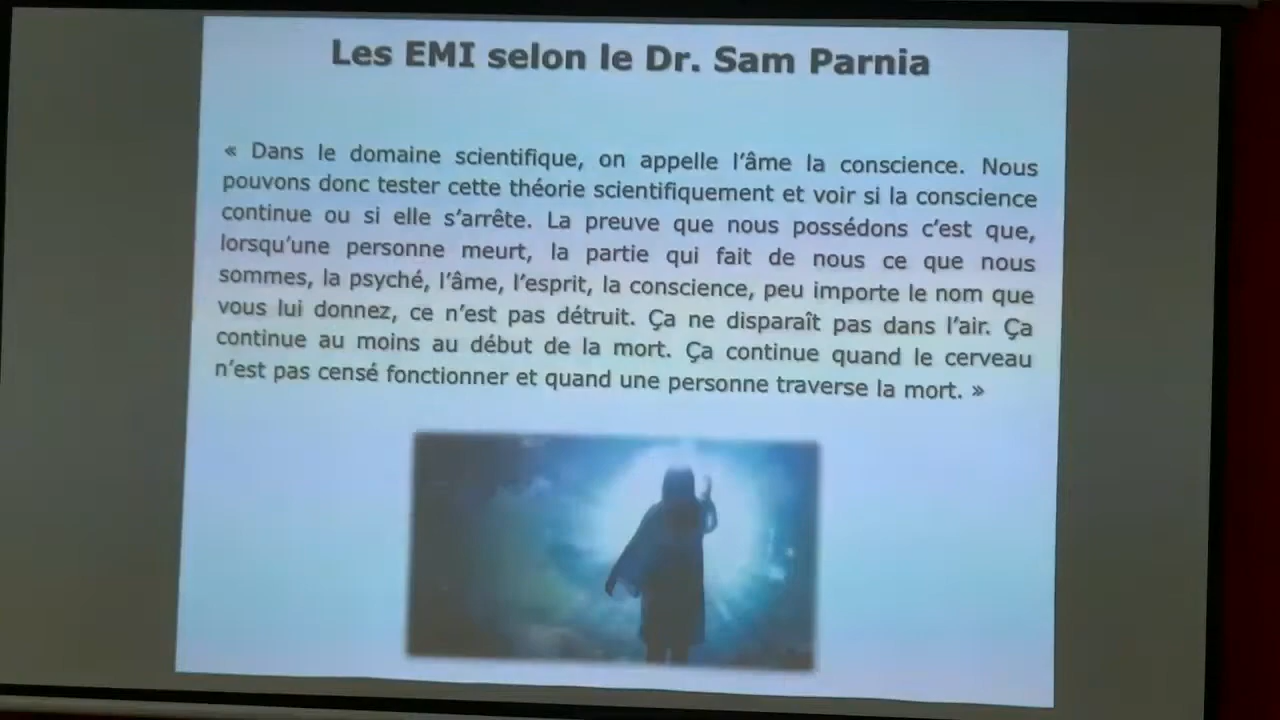 Les EMI selon le Dr. Sam Parnia
« Dans le domaine scientifique, on appelle l'âme la conscience. Nous
pouvons donc tester cette théorie scientifiquement et voir si la conscience
continue ou si elle s'arrête. La preuve que nous possédons c'est que,
lorsqu'une personne meurt, la partie qui fait de nous ce que nous
sommes, la psyché, l'âme, l'esprit, la conscience, peu importe le nom que
vous lui donnez, ce n'est pas détruit. Ça ne disparaît pas dans l'air. Ça
continue au moins au début de la mort. Ça continue quand le cerveau
n'est pas censé fonctionner et quand une personne traverse la mort. »